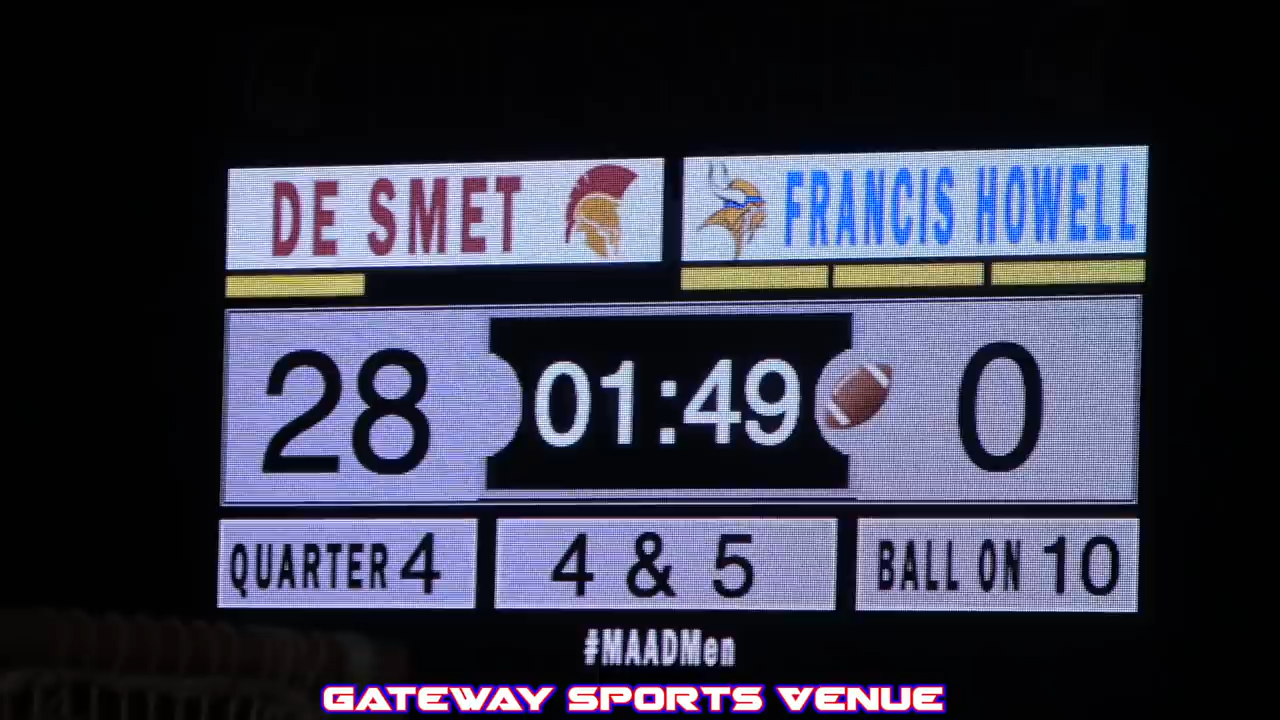 DE SMET
FRANCIS HOWELL
28
01:49
0
QUARTER 4
4 & 5
BALL ON 10
#MAADMen
GATEWAY SPORTS VENUE